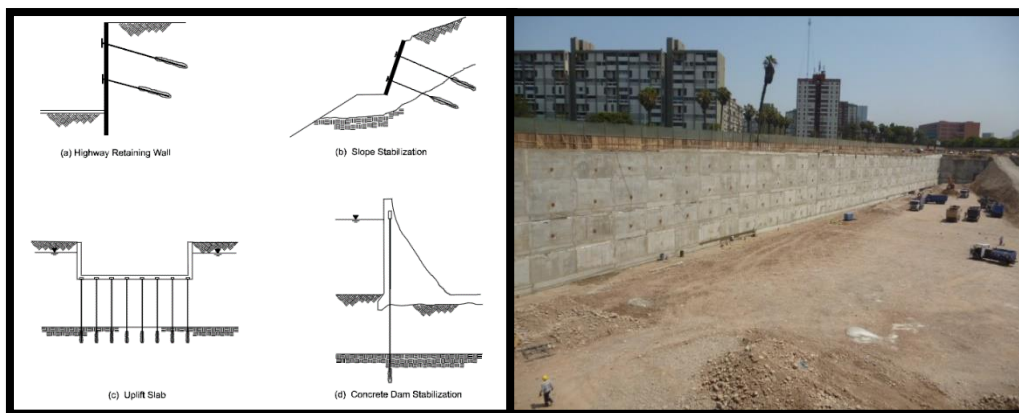 (a) Highway Retaining Wall
(b) Slope Stabilization
(c) Uplift Slab
(d) Concrete Dam Stabilization